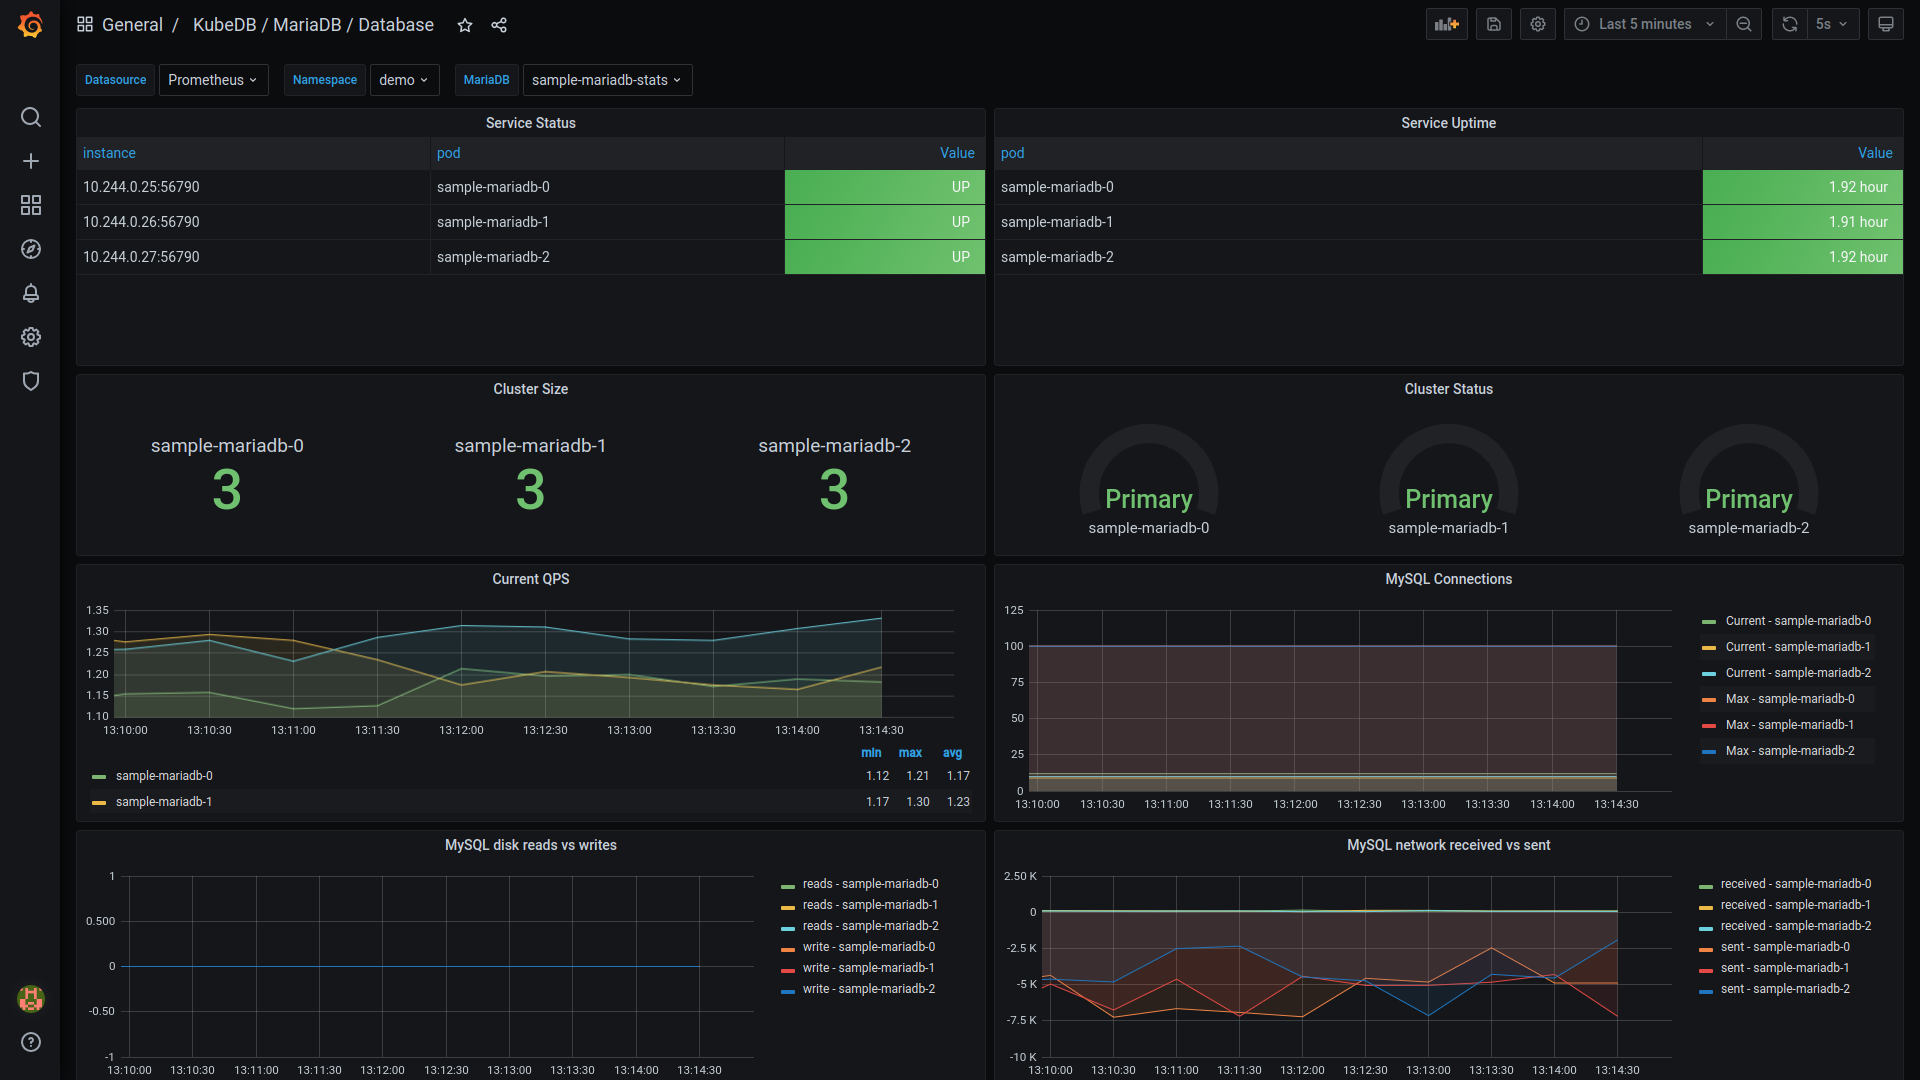 General / KubeDB / MariaDB / Database
Last 5 minutes
5s
Datasource Prometheus Namespace demo MariaDB sample-mariadb-stats
Service Status
instance pod Value
10.244.0.25:56790 sample-mariadb-0 UP
10.244.0.26:56790 sample-mariadb-1 UP
10.244.0.27:56790 sample-mariadb-2 UP
Service Uptime
pod Value
sample-mariadb-0 1.92 hour
sample-mariadb-1 1.91 hour
sample-mariadb-2 1.92 hour
Cluster Size
sample-mariadb-0 sample-mariadb-1 sample-mariadb-2
3 3 3
Cluster Status
Primary Primary Primary
sample-mariadb-0 sample-mariadb-1 sample-mariadb-2
Current QPS
1.35
1.30
1.25
1.20
1.15
1.10
13:10:00 13:10:30 13:11:00 13:11:30 13:12:00 13:12:30 13:13:00 13:13:30 13:14:00 13:14:30
min max avg
sample-mariadb-0 1.12 1.21 1.17
sample-mariadb-1 1.17 1.30 1.23
MySQL Connections
125
100
75
50
25
0
13:10:00 13:10:30 13:11:00 13:11:30 13:12:00 13:12:30 13:13:00 13:13:30 13:14:00 13:14:30
Current - sample-mariadb-0
Current - sample-mariadb-1
Current - sample-mariadb-2
Max - sample-mariadb-0
Max - sample-mariadb-1
Max - sample-mariadb-2
MySQL disk reads vs writes
1
0.500
0
-0.50
-1
13:10:00 13:10:30 13:11:00 13:11:30 13:12:00 13:12:30 13:13:00 13:13:30 13:14:00 13:14:30
reads - sample-mariadb-0
reads - sample-mariadb-1
reads - sample-mariadb-2
write - sample-mariadb-0
write - sample-mariadb-1
write - sample-mariadb-2
MySQL network received vs sent
2.50 K
0
-2.5 K
-5 K
-7.5 K
-10 K
13:10:00 13:10:30 13:11:00 13:11:30 13:12:00 13:12:30 13:13:00 13:13:30 13:14:00 13:14:30
received - sample-mariadb-0
received - sample-mariadb-1
received - sample-mariadb-2
sent - sample-mariadb-0
sent - sample-mariadb-1
sent - sample-mariadb-2